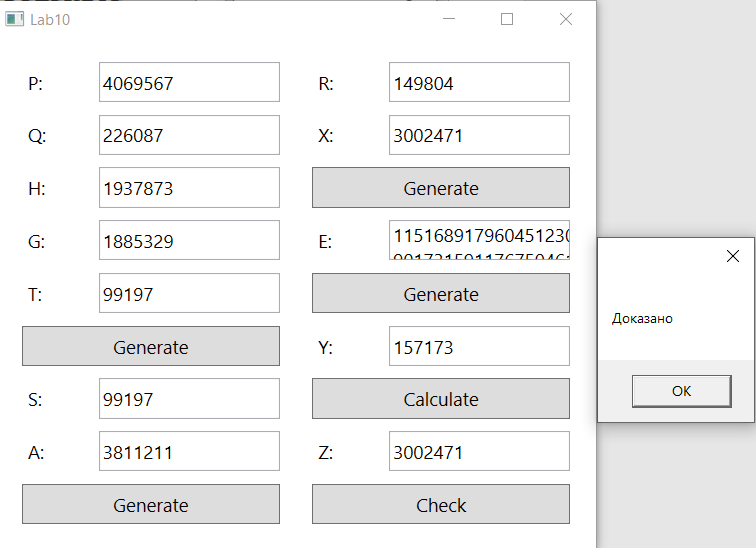 Lab10
P: 4069567
Q: 226087
H: 1937873
G: 1885329
T: 99197
Generate
S: 99197
A: 3811211
Generate
R: 149804
X: 3002471
Generate
E: 11516891796045123
Generate
Y: 157173
Calculate
Z: 3002471
Check
Доказано
OK